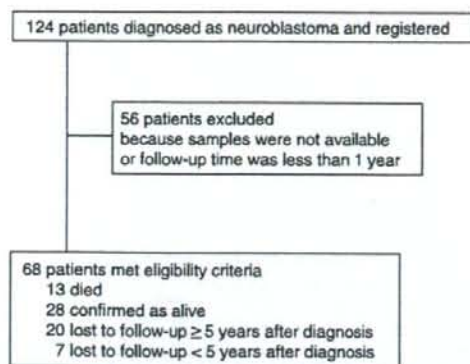 124 patients diagnosed as neuroblastoma and registered
56 patients excluded
because samples were not available
or follow-up time was less than 1 year
68 patients met eligibility criteria
13 died
28 confirmed as alive
20 lost to follow-up ≥ 5 years after diagnosis
7 lost to follow-up < 5 years after diagnosis